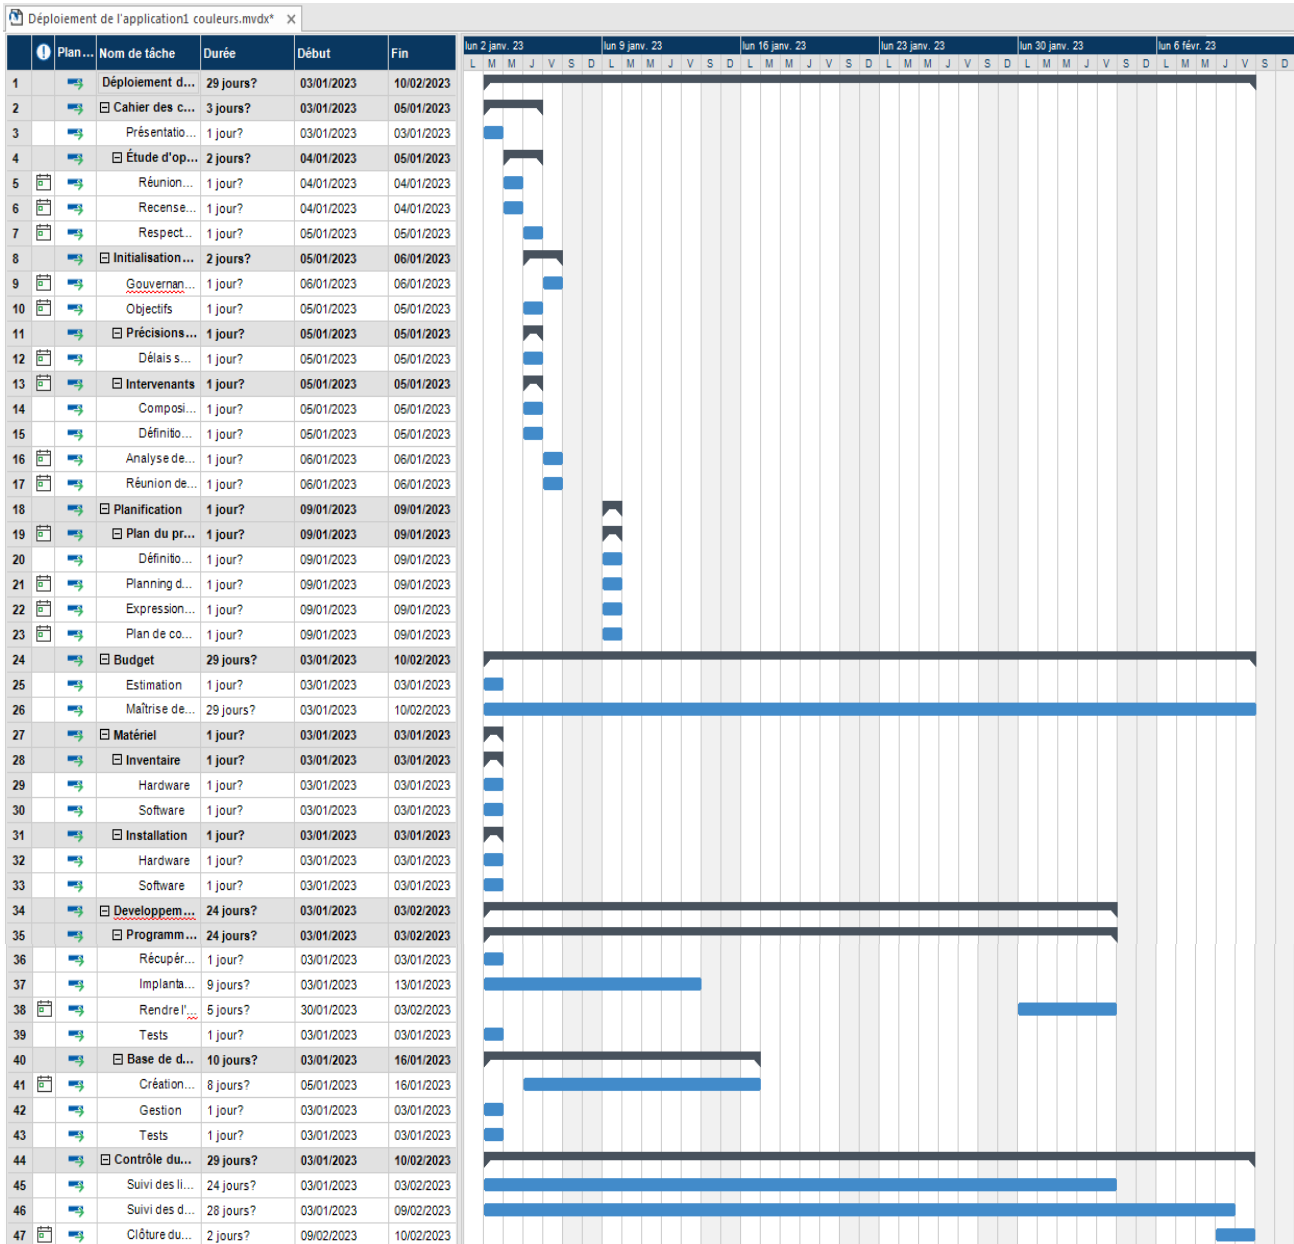 Déploiement de l'application1 couleurs.mvdx* ×
Plan... Nom de tâche Durée Début Fin
lun 2 janv. 23 lun 9 janv. 23 lun 16 janv. 23 lun 23 janv. 23 lun 30 janv. 23 lun 6 févr. 23
L M M J V S D L M M J V S D L M M J V S D L M M J V S D L M M J V S D L M M J V S D
1 Déploiement d... 29 jours? 03/01/2023 10/02/2023
2 Cahier des c... 3 jours? 03/01/2023 05/01/2023
3 Présentatio... 1 jour? 03/01/2023 03/01/2023
4 Étude d'op... 2 jours? 04/01/2023 05/01/2023
5 Réunion... 1 jour? 04/01/2023 04/01/2023
6 Recense... 1 jour? 04/01/2023 04/01/2023
7 Respect... 1 jour? 05/01/2023 05/01/2023
8 Initialisation... 2 jours? 05/01/2023 06/01/2023
9 Gouvernan... 1 jour? 06/01/2023 06/01/2023
10 Objectifs 1 jour? 05/01/2023 05/01/2023
11 Précisions... 1 jour? 05/01/2023 05/01/2023
12 Délais s... 1 jour? 05/01/2023 05/01/2023
13 Intervenants 1 jour? 05/01/2023 05/01/2023
14 Composi... 1 jour? 05/01/2023 05/01/2023
15 Définitio... 1 jour? 05/01/2023 05/01/2023
16 Analyse de... 1 jour? 06/01/2023 06/01/2023
17 Réunion de... 1 jour? 06/01/2023 06/01/2023
18 Planification 1 jour? 09/01/2023 09/01/2023
19 Plan du pr... 1 jour? 09/01/2023 09/01/2023
20 Définitio... 1 jour? 09/01/2023 09/01/2023
21 Planning d... 1 jour? 09/01/2023 09/01/2023
22 Expression... 1 jour? 09/01/2023 09/01/2023
23 Plan de co... 1 jour? 09/01/2023 09/01/2023
24 Budget 29 jours? 03/01/2023 10/02/2023
25 Estimation 1 jour? 03/01/2023 03/01/2023
26 Maîtrise de... 29 jours? 03/01/2023 10/02/2023
27 Matériel 1 jour? 03/01/2023 03/01/2023
28 Inventaire 1 jour? 03/01/2023 03/01/2023
29 Hardware 1 jour? 03/01/2023 03/01/2023
30 Software 1 jour? 03/01/2023 03/01/2023
31 Installation 1 jour? 03/01/2023 03/01/2023
32 Hardware 1 jour? 03/01/2023 03/01/2023
33 Software 1 jour? 03/01/2023 03/01/2023
34 Developpem... 24 jours? 03/01/2023 03/02/2023
35 Programm... 24 jours? 03/01/2023 03/02/2023
36 Récupér... 1 jour? 03/01/2023 03/01/2023
37 Implanta... 9 jours? 03/01/2023 13/01/2023
38 Rendre l'... 5 jours? 30/01/2023 03/02/2023
39 Tests 1 jour? 03/01/2023 03/01/2023
40 Base de d... 10 jours? 03/01/2023 16/01/2023
41 Création... 8 jours? 05/01/2023 16/01/2023
42 Gestion 1 jour? 03/01/2023 03/01/2023
43 Tests 1 jour? 03/01/2023 03/01/2023
44 Contrôle du... 29 jours? 03/01/2023 10/02/2023
45 Suivi des li... 24 jours? 03/01/2023 03/02/2023
46 Suivi des d... 28 jours? 03/01/2023 09/02/2023
47 Clôture du... 2 jours? 09/02/2023 10/02/2023